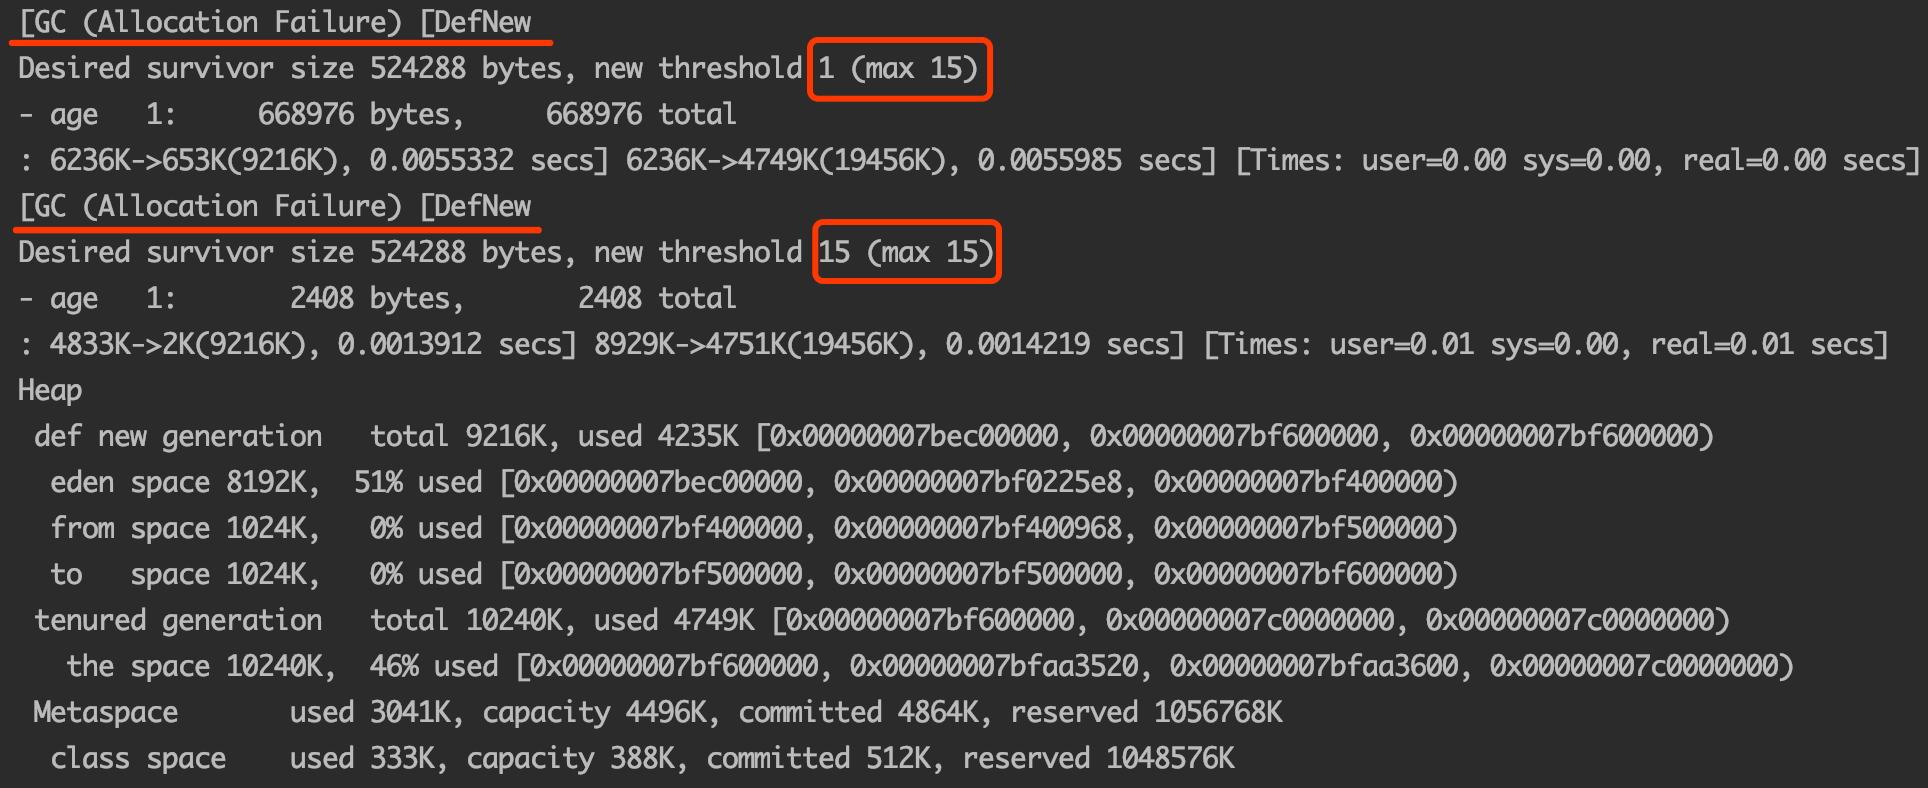 [GC (Allocation Failure) [DefNew
Desired survivor size 524288 bytes, new threshold 1 (max 15)
- age   1:     668976 bytes,     668976 total
: 6236K->653K(9216K), 0.0055332 secs] 6236K->4749K(19456K), 0.0055985 secs] [Times: user=0.00 sys=0.00, real=0.00 secs]
[GC (Allocation Failure) [DefNew
Desired survivor size 524288 bytes, new threshold 15 (max 15)
- age   1:       2408 bytes,       2408 total
: 4833K->2K(9216K), 0.0013912 secs] 8929K->4751K(19456K), 0.0014219 secs] [Times: user=0.01 sys=0.00, real=0.01 secs]
Heap
 def new generation   total 9216K, used 4235K [0x00000007bec00000, 0x00000007bf600000, 0x00000007bf600000)
  eden space 8192K,  51% used [0x00000007bec00000, 0x00000007bf0225e8, 0x00000007bf400000)
  from space 1024K,   0% used [0x00000007bf400000, 0x00000007bf400968, 0x00000007bf500000)
  to   space 1024K,   0% used [0x00000007bf500000, 0x00000007bf500000, 0x00000007bf600000)
 tenured generation   total 10240K, used 4749K [0x00000007bf600000, 0x00000007c0000000, 0x00000007c0000000)
   the space 10240K,  46% used [0x00000007bf600000, 0x00000007bfaa3520, 0x00000007bfaa3600, 0x00000007c0000000)
 Metaspace       used 3041K, capacity 4496K, committed 4864K, reserved 1056768K
  class space    used 333K, capacity 388K, committed 512K, reserved 1048576K